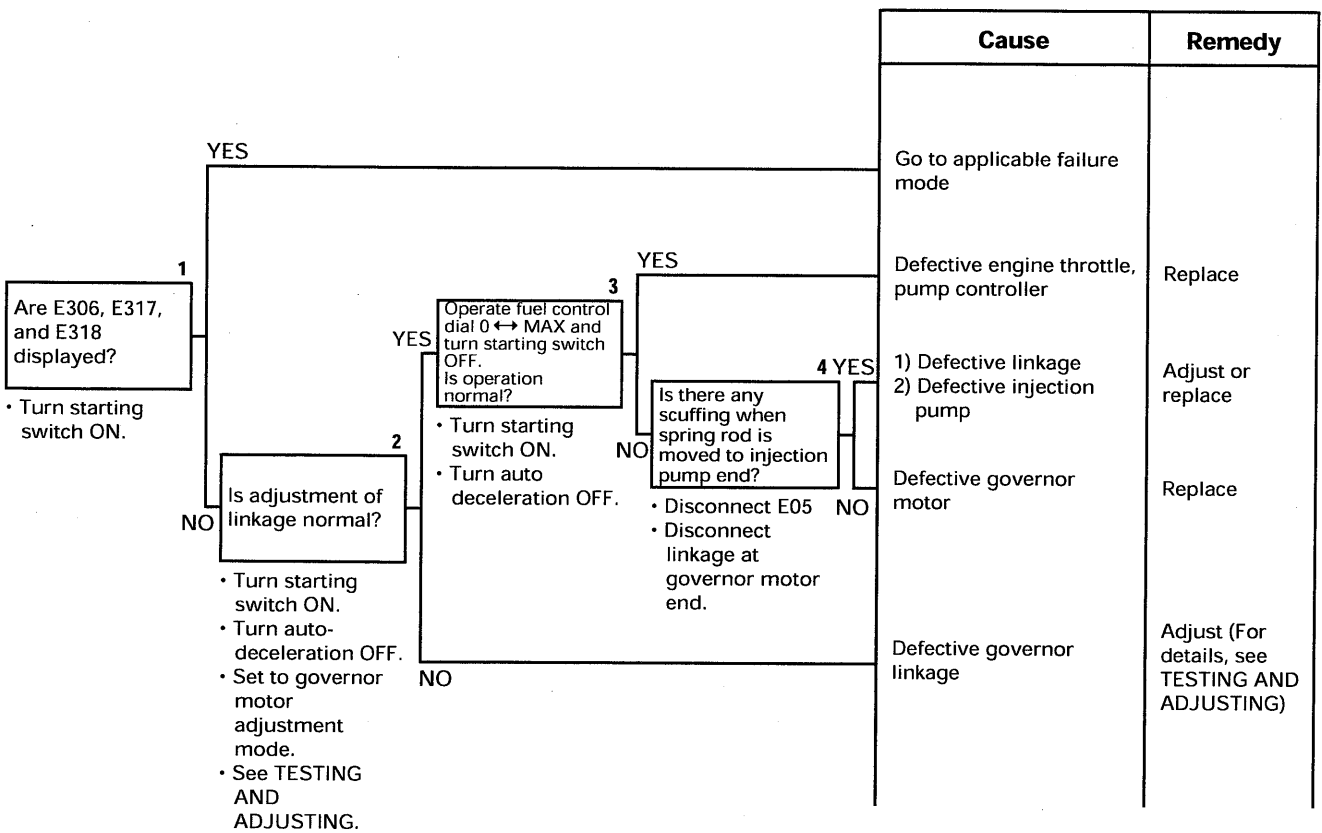 Cause
Remedy
YES
Go to applicable failure
mode
1
Are E306, E317,
and E318
displayed?
• Turn starting
switch ON.
NO
2
Is adjustment of
linkage normal?
• Turn starting
switch ON.
• Turn auto-
deceleration OFF.
• Set to governor
motor
adjustment
mode.
• See TESTING
AND
ADJUSTING.
YES
3
Operate fuel control
dial 0 ↔ MAX and
turn starting switch
OFF.
Is operation
normal?
• Turn starting
switch ON.
• Turn auto
deceleration OFF.
YES
Defective engine throttle,
pump controller
Replace
NO
4
Is there any
scuffing when
spring rod is
moved to injection
pump end?
• Disconnect E05
• Disconnect
linkage at
governor motor
end.
YES
1) Defective linkage
2) Defective injection
pump
Adjust or
replace
NO
Defective governor
motor
Replace
NO
Defective governor
linkage
Adjust (For
details, see
TESTING AND
ADJUSTING)